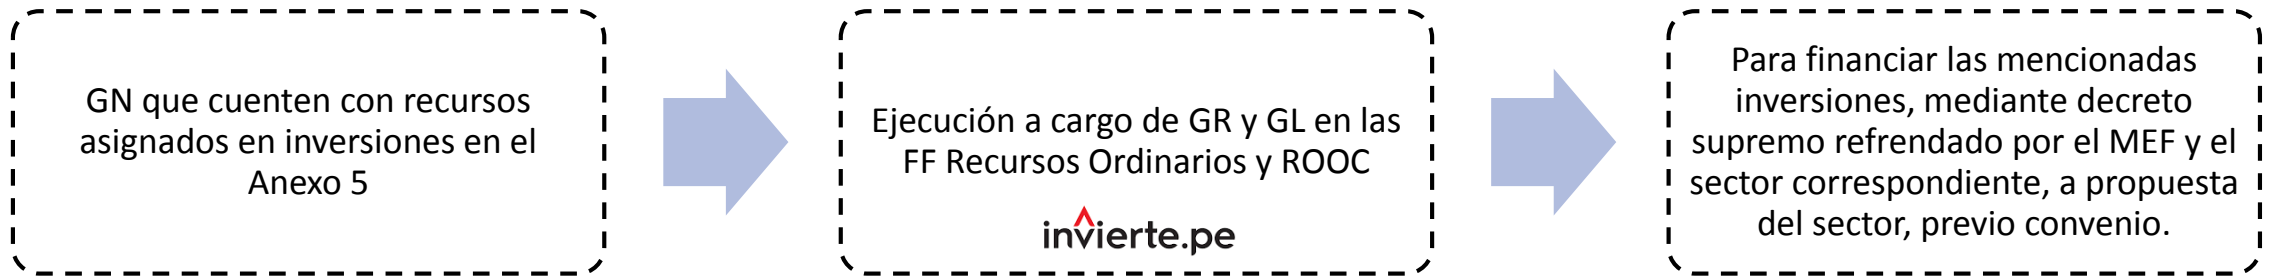 GN que cuenten con recursos
asignados en inversiones en el
Anexo 5
Ejecución a cargo de GR y GL en las
FF Recursos Ordinarios y ROOC
invierte.pe
Para financiar las mencionadas
inversiones, mediante decreto
supremo refrendado por el MEF y el
sector correspondiente, a propuesta
del sector, previo convenio.